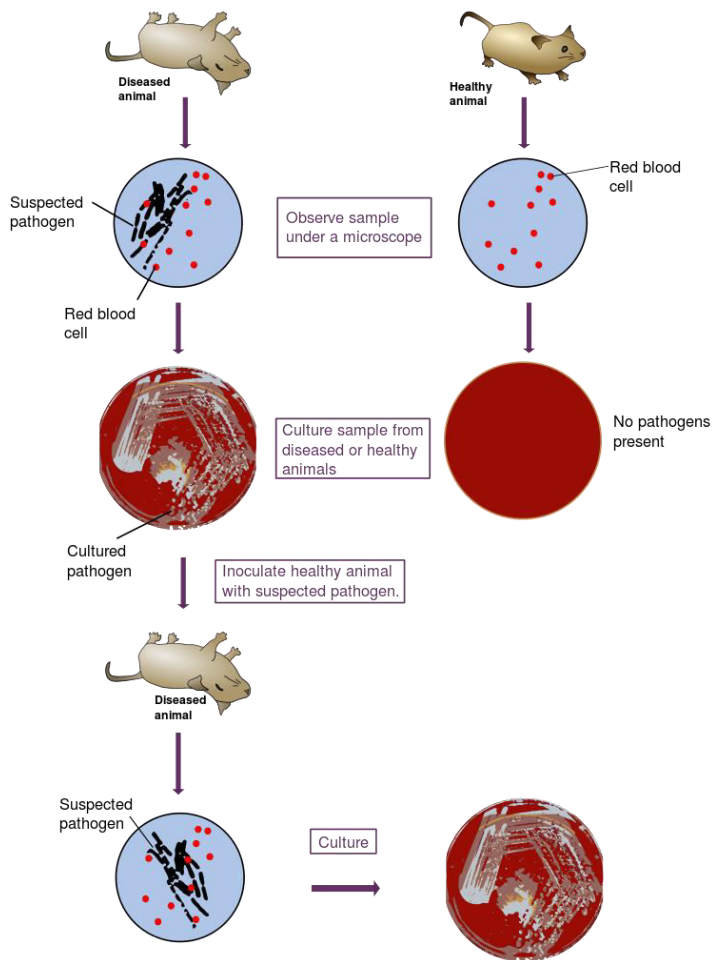 Diseased
animal
Healthy
animal
Suspected
pathogen
Observe sample
under a microscope
Red blood
cell
Red blood
cell
Culture sample from
diseased or healthy
animals
No pathogens
present
Cultured
pathogen
Inoculate healthy animal
with suspected pathogen.
Diseased
animal
Suspected
pathogen
Culture